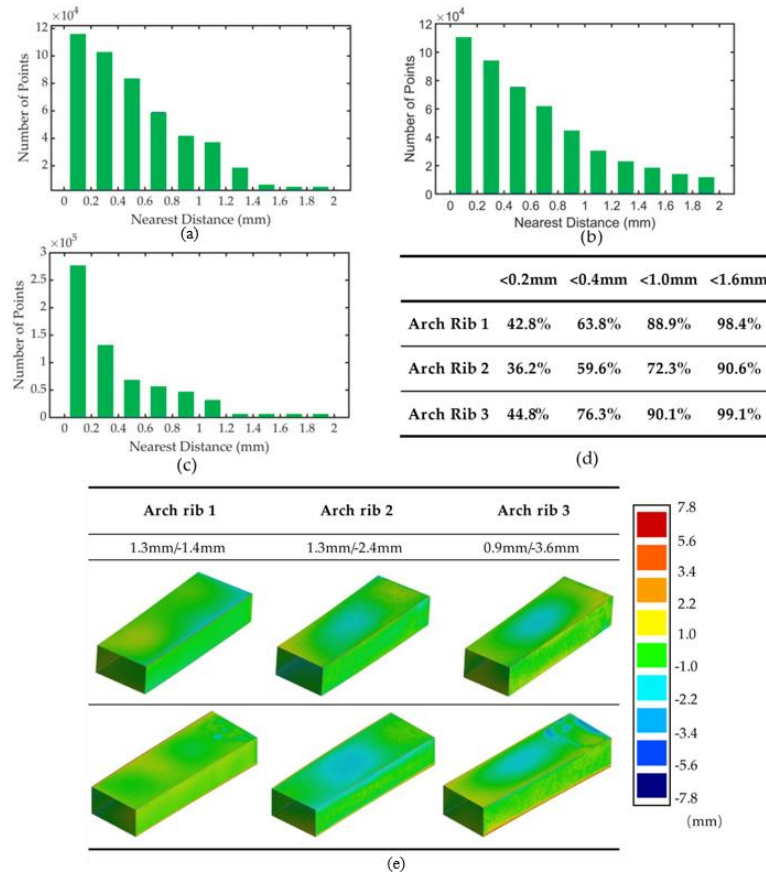 ×10⁴
12
10
8
6
4
2
Number of Points
0 0.2 0.4 0.6 0.8 1 1.2 1.4 1.6 1.8 2
Nearest Distance (mm)
(a)
×10⁴
12
10
8
6
4
2
0
Number of Points
0 0.2 0.4 0.6 0.8 1 1.2 1.4 1.6 1.8 2
Nearest Distance (mm)
(b)
×10⁵
3
2.5
2
1.5
1
0.5
0
Number of Points
0 0.2 0.4 0.6 0.8 1 1.2 1.4 1.6 1.8 2
Nearest Distance (mm)
(c)
<0.2mm <0.4mm <1.0mm <1.6mm
Arch Rib 1 42.8% 63.8% 88.9% 98.4%
Arch Rib 2 36.2% 59.6% 72.3% 90.6%
Arch Rib 3 44.8% 76.3% 90.1% 99.1%
(d)
Arch rib 1 Arch rib 2 Arch rib 3
1.3mm/-1.4mm 1.3mm/-2.4mm 0.9mm/-3.6mm
7.8
5.6
3.4
2.2
1.0
-1.0
-2.2
-3.4
-5.6
-7.8
(mm)
(e)